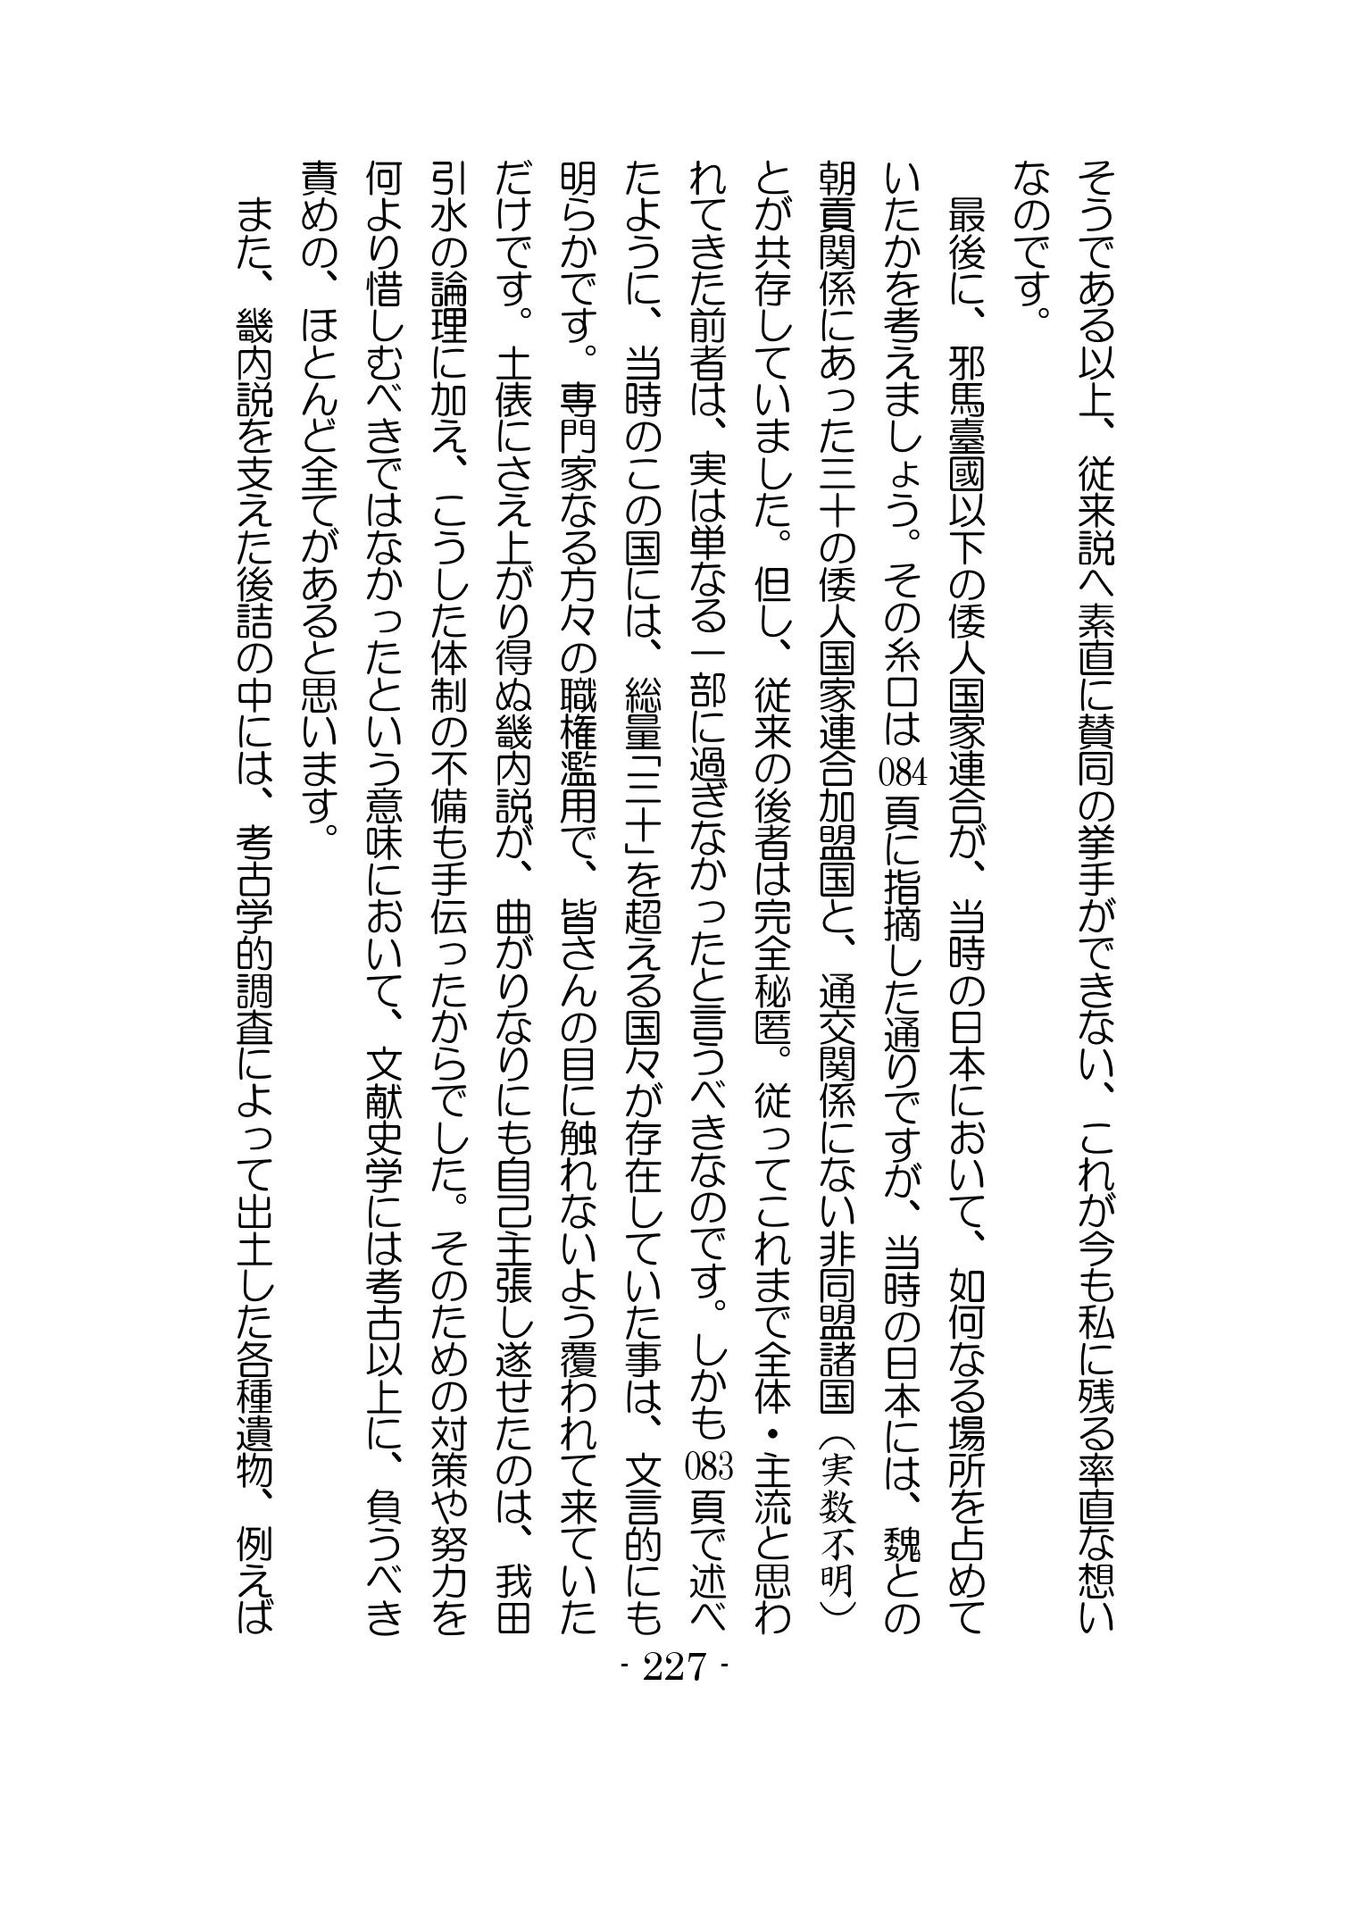 そうである以上、従来説へ素直に賛同の挙手ができない、これが今も私に残る率直な想い
なのです。
　最後に、邪馬臺國以下の倭人国家連合が、当時の日本において、如何なる場所を占めて
いたかを考えましょう。その糸口は084頁に指摘した通りですが、当時の日本には、魏との
朝貢関係にあった三十の倭人国家連合加盟国と、通交関係にない非同盟諸国（実数不明）
とが共存していました。但し、従来の後者は完全秘匿。従ってこれまで全体・主流と思わ
れてきた前者は、実は単なる一部に過ぎなかったと言うべきなのです。しかも083頁で述べ
たように、当時のこの国には、総量「三十」を超える国々が存在していた事は、文言的にも
明らかです。専門家なる方々の職権濫用で、皆さんの目に触れないよう覆われて来ていた
だけです。土俵にさえ上がり得ぬ畿内説が、曲がりなりにも自己主張し遂せたのは、我田
引水の論理に加え、こうした体制の不備も手伝ったからでした。そのための対策や努力を
何より惜しむべきではなかったという意味において、文献史学には考古以上に、負うべき
責めの、ほとんど全てがあると思います。
　また、畿内説を支えた後詰の中には、考古学的調査によって出土した各種遺物、例えば
- 227 -